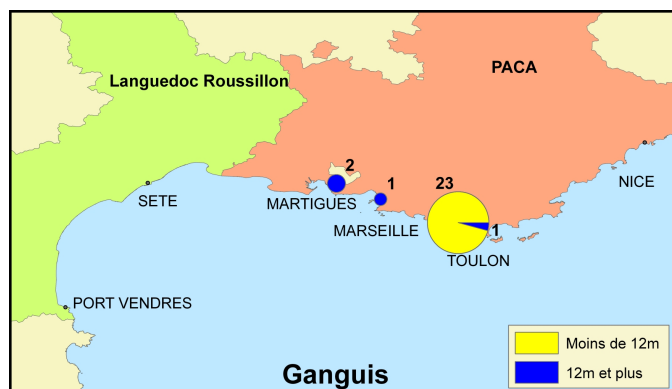 PACA
Languedoc Roussillon
2
1
23
NICE
SETE
MARTIGUES
MARSEILLE
1
TOULON
PORT VENDRES
Moins de 12m
12m et plus
Ganguis